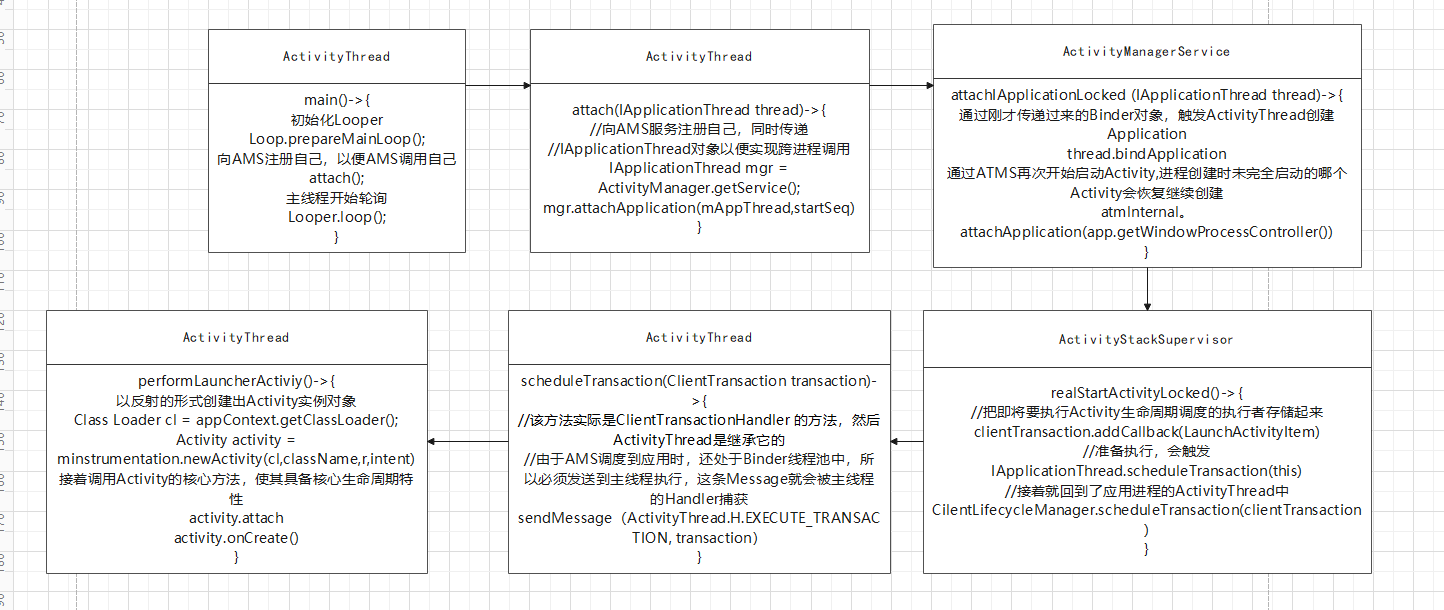 ActivityThread
main()->{
初始化Looper
Loop.prepareMainLoop();
向AMS注册自己，以便AMS调用自己
attach();
主线程开始轮询
Looper.loop();
}
ActivityThread
attach(IApplicationThread thread)->{
//向AMS服务注册自己，同时传递
//IApplicationThread对象以便实现跨进程调用
IApplicationThread mgr =
ActivityManager.getService();
mgr.attachApplication(mAppThread,startSeq)
}
ActivityManagerService
attachIApplicationLocked (IApplicationThread thread)->{
通过刚才传递过来的Binder对象，触发ActivityThread创建
Application
thread.bindApplication
通过ATMS再次开始启动Activity,进程创建时未完全启动的哪个
Activity会恢复继续创建
atmInternal。
attachApplication(app.getWindowProcessController())
}
ActivityThread
performLauncherActiviy()->{
以反射的形式创建出Activity实例对象
Class Loader cl = appContext.getClassLoader();
Activity activity =
minstrumentation.newActivity(cl,className,r,intent)
接着调用Activity的核心方法，使其具备核心生命周期特
性
activity.attach
activity.onCreate()
}
ActivityThread
scheduleTransaction(ClientTransaction transaction)-
>{
//该方法实际是ClientTransactionHandler 的方法，然后
ActivityThread是继承它的
//由于AMS调度到应用时，还处于Binder线程池中，所
以必须发送到主线程执行，这条Message就会被主线程
的Handler捕获
sendMessage（ActivityThread.H.EXECUTE_TRANSAC
TION, transaction）
}
ActivityStackSupervisor
realStartActivityLocked()->{
//把即将要执行Activity生命周期调度的执行者存储起来
clientTransaction.addCallback(LaunchActivityItem)
//准备执行，会触发
IApplicationThread.scheduleTransaction(this)
//接着就回到了应用进程的ActivityThread中
CilentLifecycleManager.scheduleTransaction(clientTransaction
)
}